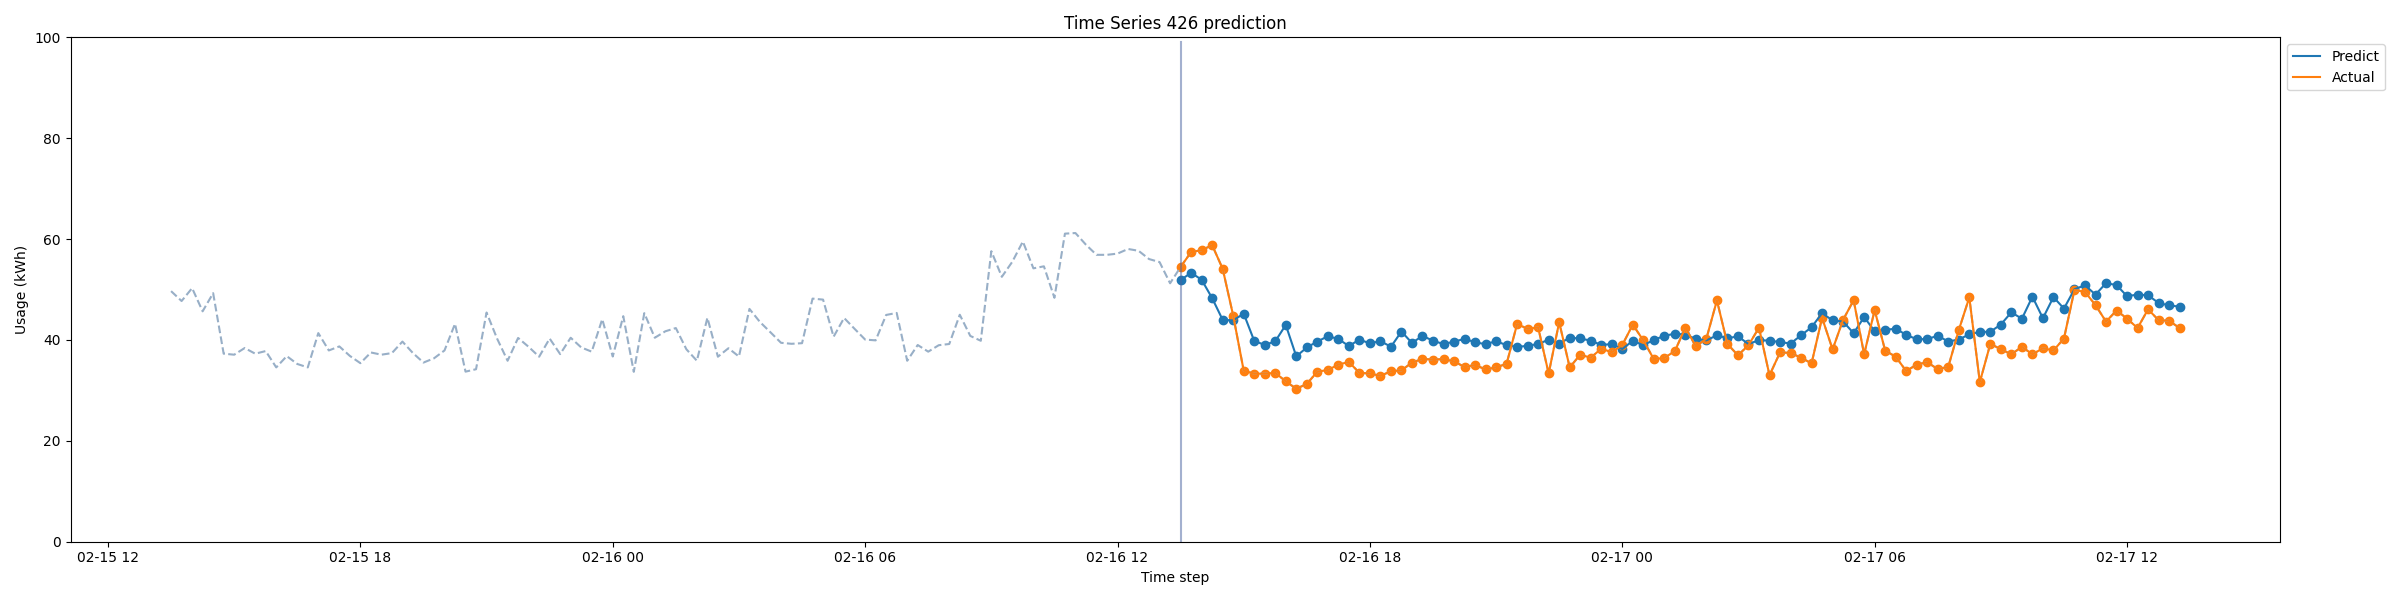 Time Series 426 prediction
100
80
60
40
20
0
Usage (kWh)
Predict
Actual
02-15 12 02-15 18 02-16 00 02-16 06 02-16 12 02-16 18 02-17 00 02-17 06 02-17 12
Time step